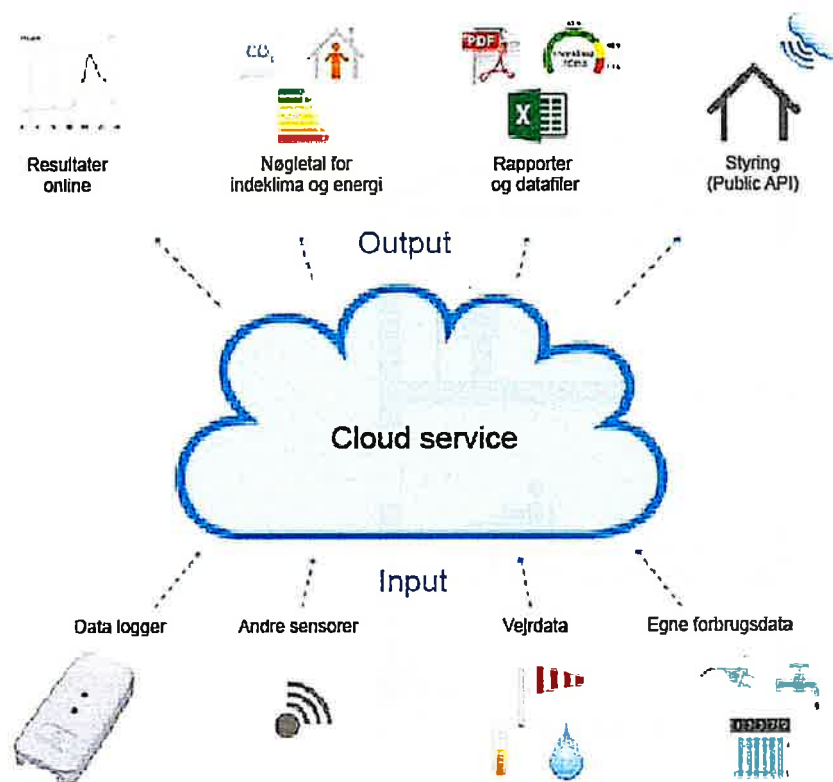 CO₂
PDF
X
Resultater
online
Nøgletal for
indeklima og energi
Rapporter
og datafiler
Styring
(Public API)
Output
Cloud service
Input
Data logger
Andre sensorer
Vejrdata
Egne forbrugsdata